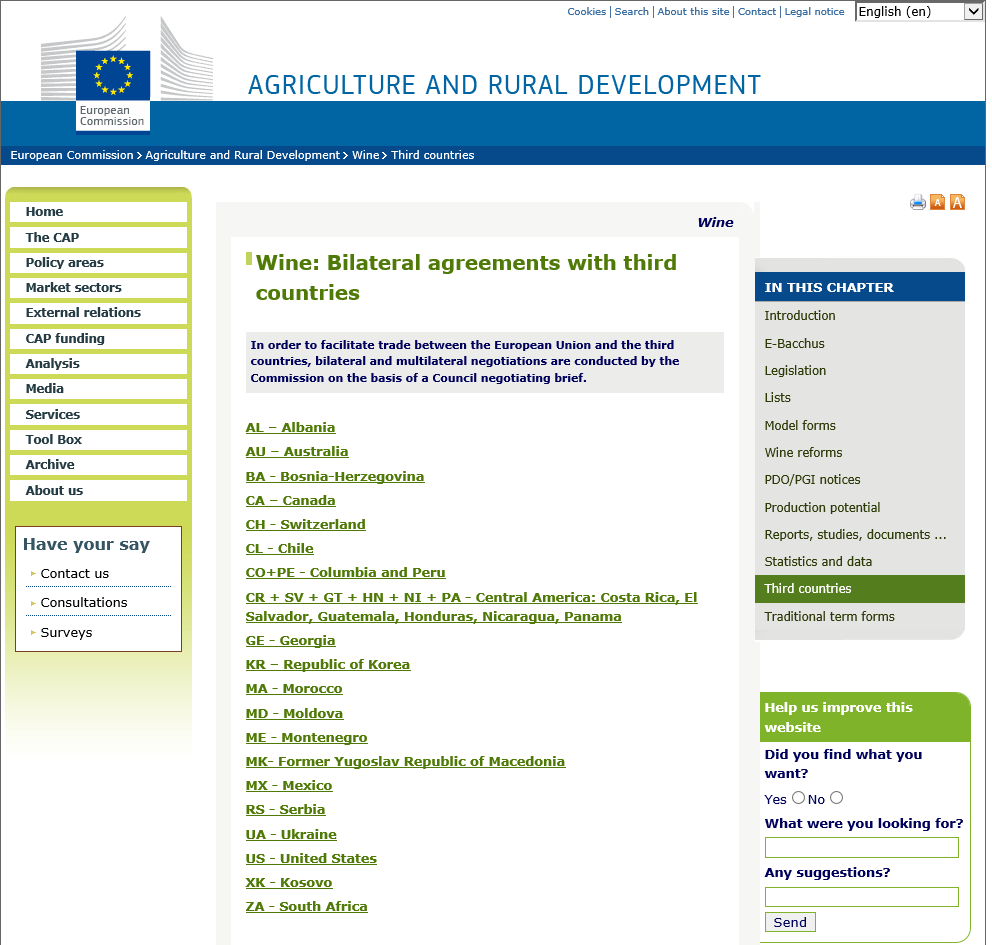 Cookies | Search | About this site | Contact | Legal notice
English (en)
European
Commission
AGRICULTURE AND RURAL DEVELOPMENT
European Commission > Agriculture and Rural Development > Wine > Third countries
Home
The CAP
Policy areas
Market sectors
External relations
CAP funding
Analysis
Media
Services
Tool Box
Archive
About us
Have your say
Contact us
Consultations
Surveys
Wine
Wine: Bilateral agreements with third
countries
In order to facilitate trade between the European Union and the third
countries, bilateral and multilateral negotiations are conducted by the
Commission on the basis of a Council negotiating brief.
AL – Albania
AU – Australia
BA - Bosnia-Herzegovina
CA – Canada
CH - Switzerland
CL - Chile
CO+PE - Columbia and Peru
CR + SV + GT + HN + NI + PA - Central America: Costa Rica, El
Salvador, Guatemala, Honduras, Nicaragua, Panama
GE - Georgia
KR – Republic of Korea
MA - Morocco
MD - Moldova
ME - Montenegro
MK- Former Yugoslav Republic of Macedonia
MX - Mexico
RS - Serbia
UA - Ukraine
US - United States
XK - Kosovo
ZA - South Africa
A
A
IN THIS CHAPTER
Introduction
E-Bacchus
Legislation
Lists
Model forms
Wine reforms
PDO/PGI notices
Production potential
Reports, studies, documents ...
Statistics and data
Third countries
Traditional term forms
Help us improve this
website
Did you find what you
want?
Yes No
What were you looking for?
Any suggestions?
Send